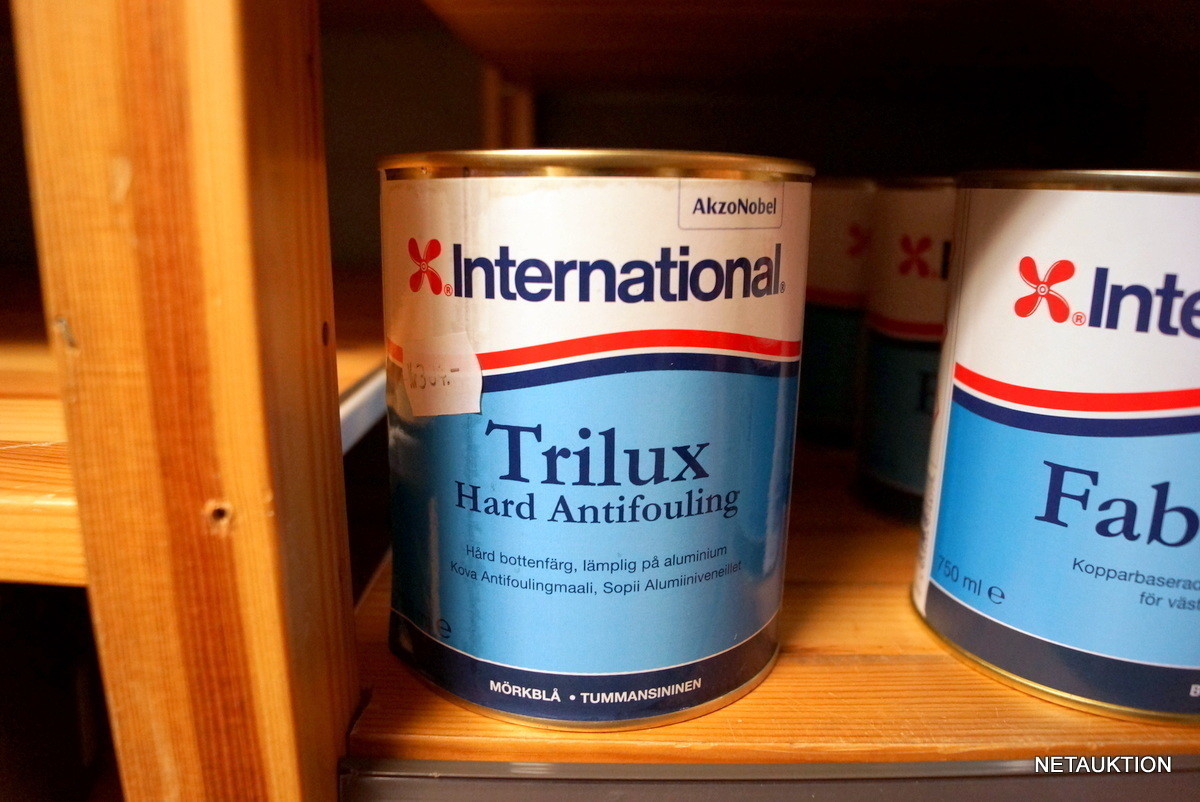 AkzoNobel
International
Trilux
Hard Antifouling
Hård bottenfärg, lämplig på aluminium
Kova Antifoulingmaali, Sopii Alumiiniveneillet
e
MÖRKBLÅ • TUMMANSININEN
Inte
Fab
Kopparbaserad
för väst
750 ml e
B
NETAUKTION